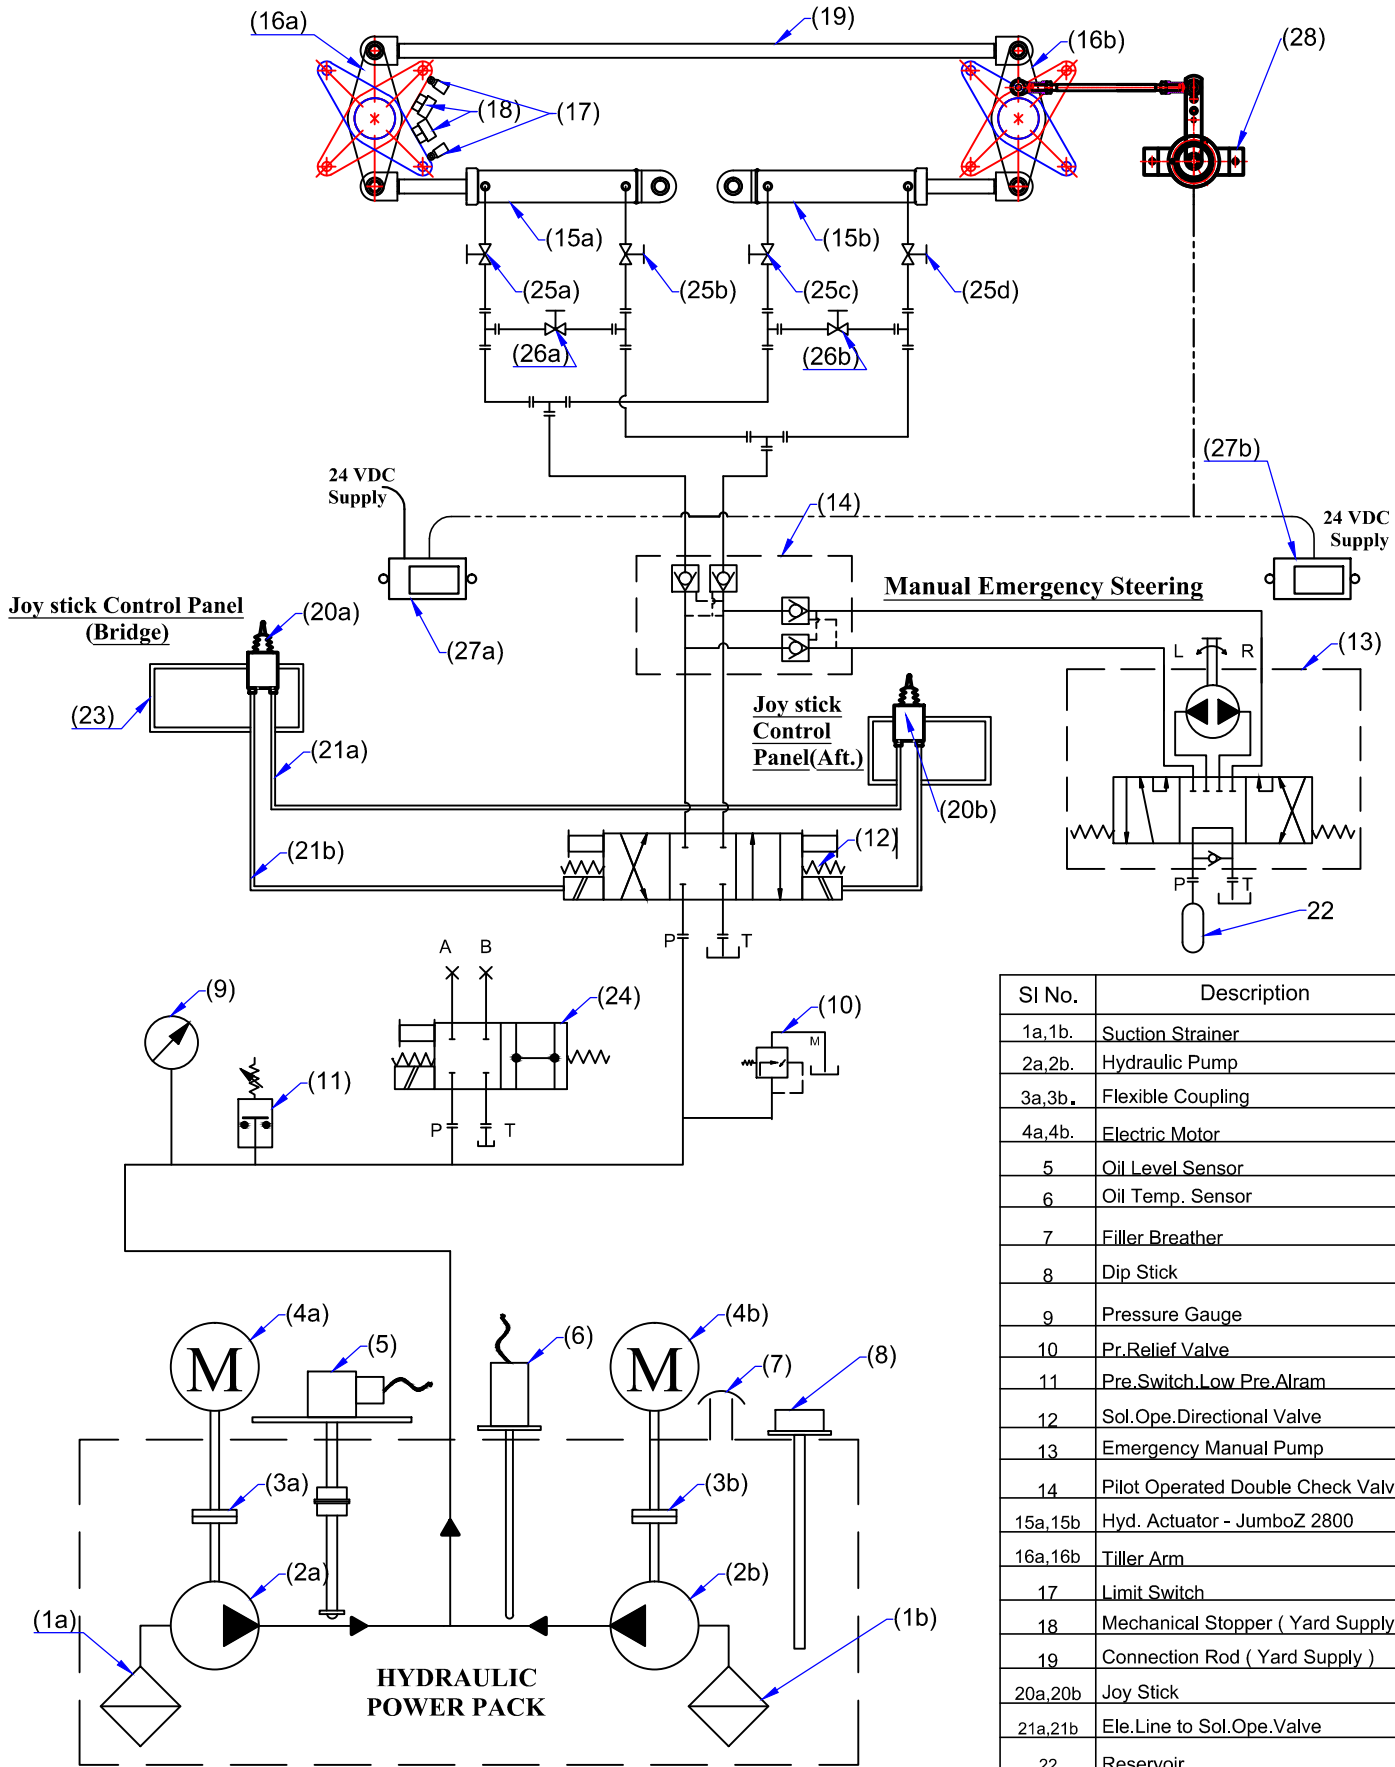 (16a)
(19)
(16b)
(28)
(18)
(17)
(15a)
(15b)
(25a)
(25b)
(25c)
(25d)
(26a)
(26b)
24 VDC
Supply
(14)
(27b)
24 VDC
Supply
Manual Emergency Steering
Joy stick Control Panel
(Bridge)
(20a)
(27a)
L
R
(13)
(23)
(21a)
Joy stick
Control
Panel(Aft.)
(20b)
(21b)
(12)
P
T
P
T
22
A
B
(9)
(24)
(10)
M
(11)
P
T
(4a)
(5)
(6)
(4b)
(7)
(8)
M
M
(3a)
(3b)
(2a)
(2b)
(1a)
(1b)
HYDRAULIC
POWER PACK
SI No. Description
1a,1b. Suction Strainer
2a,2b. Hydraulic Pump
3a,3b. Flexible Coupling
4a,4b. Electric Motor
5 Oil Level Sensor
6 Oil Temp. Sensor
7 Filler Breather
8 Dip Stick
9 Pressure Gauge
10 Pr.Relief Valve
11 Pre.Switch.Low Pre.Alram
12 Sol.Ope.Directional Valve
13 Emergency Manual Pump
14 Pilot Operated Double Check Valv
15a,15b Hyd. Actuator - JumboZ 2800
16a,16b Tiller Arm
17 Limit Switch
18 Mechanical Stopper ( Yard Supply
19 Connection Rod ( Yard Supply )
20a,20b Joy Stick
21a,21b Ele.Line to Sol.Ope.Valve
22 Reservoir